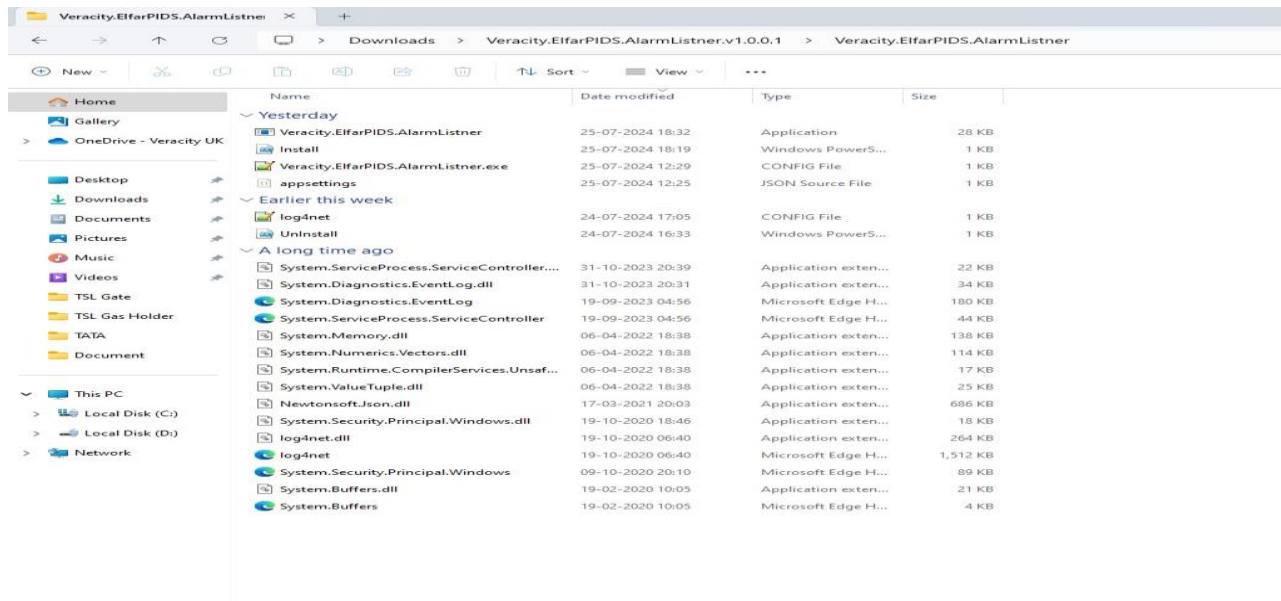 Veracity.ElfarPIDS.AlarmListner
Downloads > Veracity.ElfarPIDS.AlarmListner.v1.0.0.1 > Veracity.ElfarPIDS.AlarmListner
New Sort View ...
Home
Gallery
OneDrive - Veracity UK
Desktop
Downloads
Documents
Pictures
Music
Videos
TSL Gate
TSL Gas Holder
TATA
Document
This PC
Local Disk (C:)
Local Disk (D:)
Network
Name Date modified Type Size
Yesterday
Veracity.ElfarPIDS.AlarmListner 25-07-2024 18:32 Application 28 KB
Install 25-07-2024 18:19 Windows PowerS... 1 KB
Veracity.ElfarPIDS.AlarmListner.exe 25-07-2024 12:29 CONFIG File 1 KB
appsettings 25-07-2024 12:25 JSON Source File 1 KB
Earlier this week
log4net 24-07-2024 17:05 CONFIG File 1 KB
UnInstall 24-07-2024 16:33 Windows PowerS... 1 KB
A long time ago
System.ServiceProcess.ServiceController.... 31-10-2023 20:39 Application exten... 22 KB
System.Diagnostics.EventLog.dll 31-10-2023 20:31 Application exten... 34 KB
System.Diagnostics.EventLog 19-09-2023 04:56 Microsoft Edge H... 180 KB
System.ServiceProcess.ServiceController 19-09-2023 04:56 Microsoft Edge H... 44 KB
System.Memory.dll 06-04-2022 18:38 Application exten... 138 KB
System.Numerics.Vectors.dll 06-04-2022 18:38 Application exten... 114 KB
System.Runtime.CompilerServices.Unsaf... 06-04-2022 18:38 Application exten... 17 KB
System.ValueTuple.dll 06-04-2022 18:38 Application exten... 25 KB
Newtonsoft.Json.dll 17-03-2021 20:03 Application exten... 686 KB
System.Security.Principal.Windows.dll 19-10-2020 18:46 Application exten... 18 KB
log4net.dll 19-10-2020 06:40 Application exten... 264 KB
log4net 19-10-2020 06:40 Microsoft Edge H... 1,512 KB
System.Security.Principal.Windows 09-10-2020 20:10 Microsoft Edge H... 89 KB
System.Buffers.dll 19-02-2020 10:05 Application exten... 21 KB
System.Buffers 19-02-2020 10:05 Microsoft Edge H... 4 KB